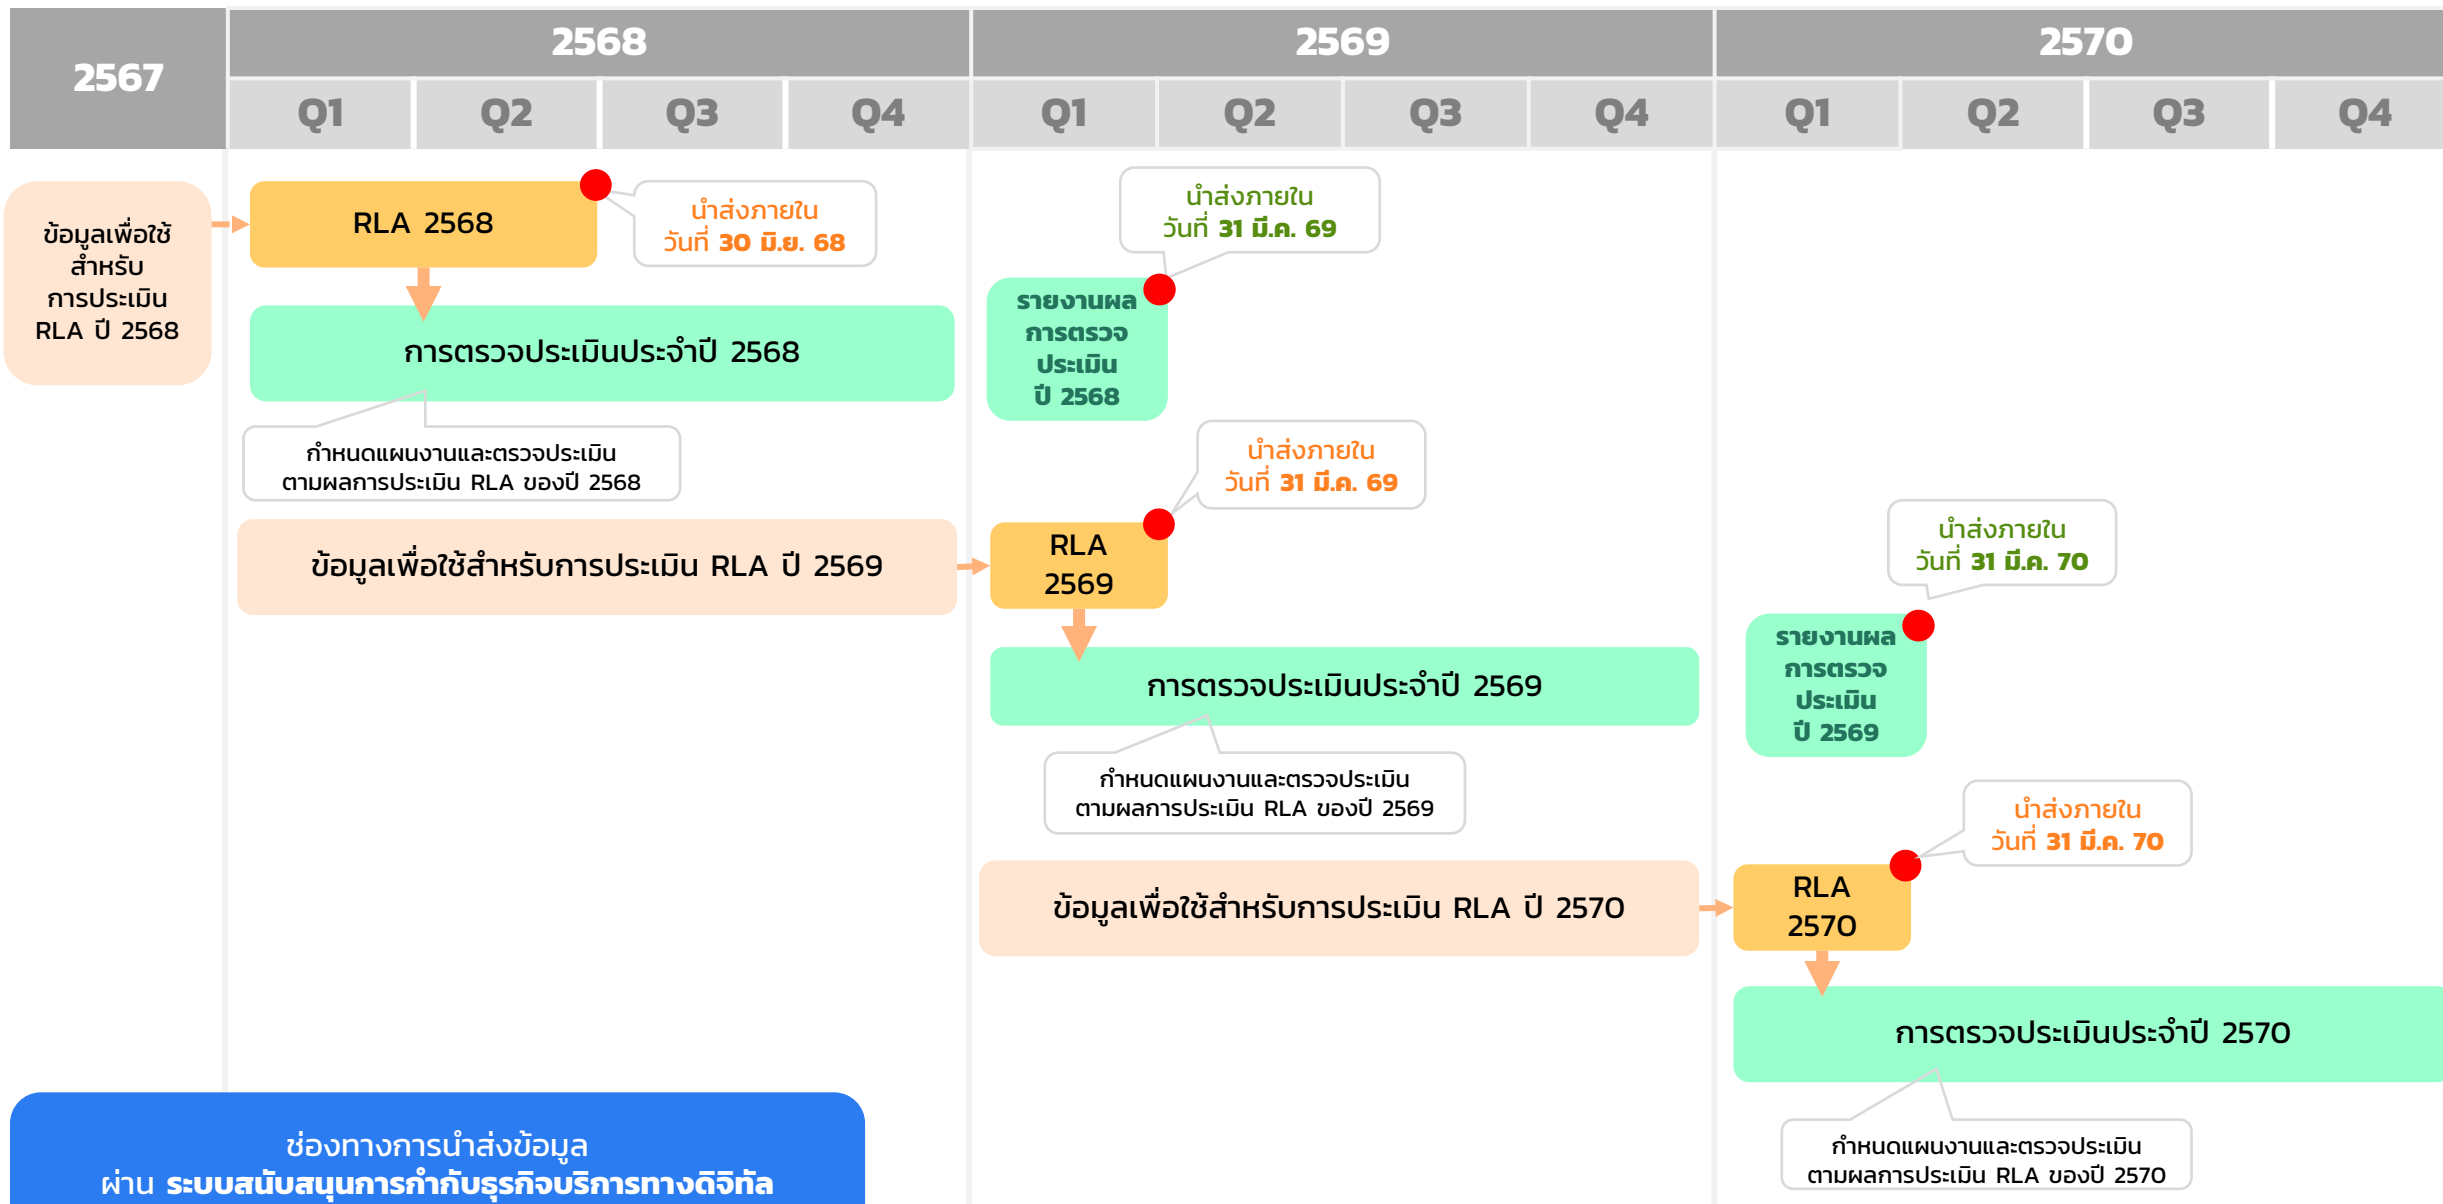 2567
2568
2569
2570
Q1
Q2
Q3
Q4
Q1
Q2
Q3
Q4
Q1
Q2
Q3
Q4
ข้อมูลเพื่อใช้
สำหรับ
การประเมิน
RLA ปี 2568
RLA 2568
นำส่งภายใน
วันที่ 30 มิ.ย. 68
การตรวจประเมินประจำปี 2568
กำหนดแผนงานและตรวจประเมิน
ตามผลการประเมิน RLA ของปี 2568
นำส่งภายใน
วันที่ 31 มี.ค. 69
รายงานผล
การตรวจ
ประเมิน
ปี 2568
ข้อมูลเพื่อใช้สำหรับการประเมิน RLA ปี 2569
นำส่งภายใน
วันที่ 31 มี.ค. 69
RLA
2569
การตรวจประเมินประจำปี 2569
กำหนดแผนงานและตรวจประเมิน
ตามผลการประเมิน RLA ของปี 2569
นำส่งภายใน
วันที่ 31 มี.ค. 70
รายงานผล
การตรวจ
ประเมิน
ปี 2569
ข้อมูลเพื่อใช้สำหรับการประเมิน RLA ปี 2570
นำส่งภายใน
วันที่ 31 มี.ค. 70
RLA
2570
การตรวจประเมินประจำปี 2570
กำหนดแผนงานและตรวจประเมิน
ตามผลการประเมิน RLA ของปี 2570
ช่องทางการนำส่งข้อมูล
ผ่าน ระบบสนับสนุนการกำกับธุรกิจบริการทางดิจิทัล